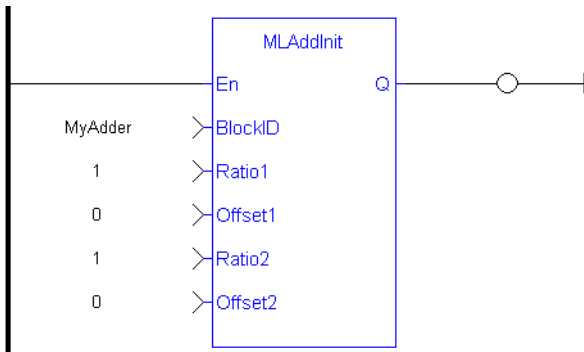 MLAddInit
En Q
MyAdder BlockID
1 Ratio1
0 Offset1
1 Ratio2
0 Offset2